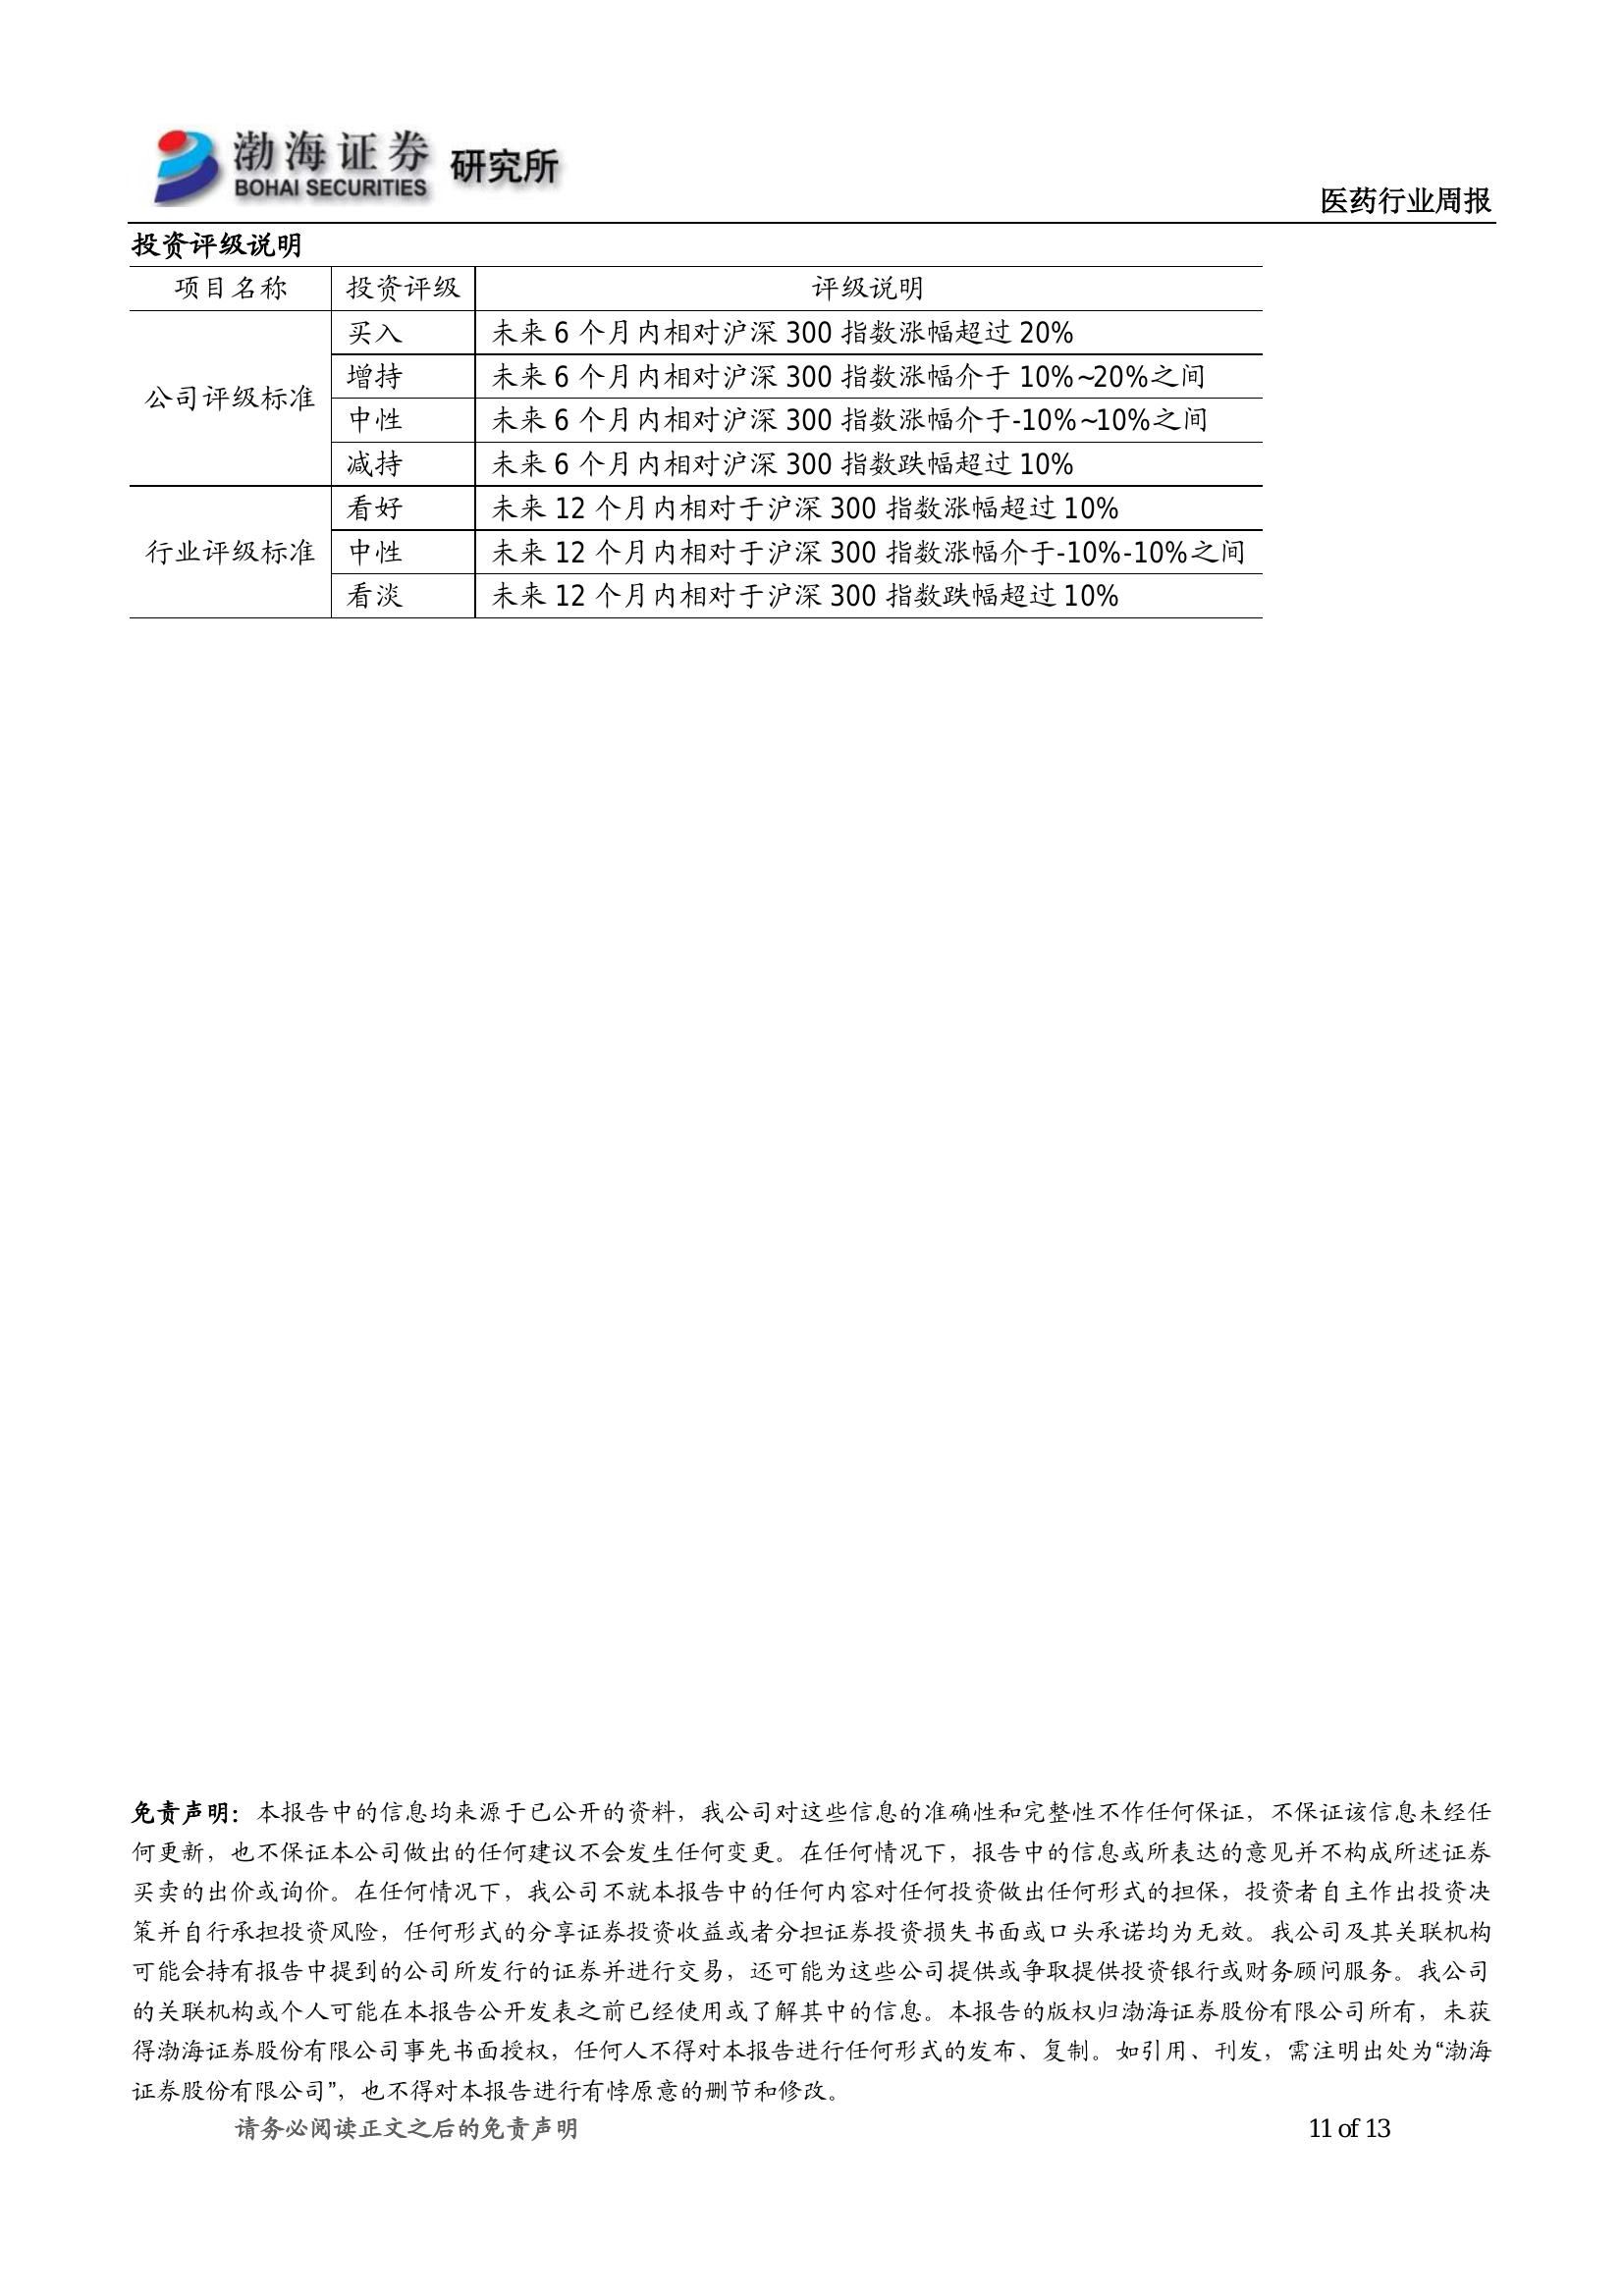 渤海证券 研究所
BOHAI SECURITIES
医药行业周报
投资评级说明
项目名称 投资评级 评级说明
公司评级标准 买入 未来 6 个月内相对沪深 300 指数涨幅超过 20%
增持 未来 6 个月内相对沪深 300 指数涨幅介于 10%~20%之间
中性 未来 6 个月内相对沪深 300 指数涨幅介于-10%~10%之间
减持 未来 6 个月内相对沪深 300 指数跌幅超过 10%
行业评级标准 看好 未来 12 个月内相对于沪深 300 指数涨幅超过 10%
中性 未来 12 个月内相对于沪深 300 指数涨幅介于-10%-10%之间
看淡 未来 12 个月内相对于沪深 300 指数跌幅超过 10%
免责声明：本报告中的信息均来源于已公开的资料，我公司对这些信息的准确性和完整性不作任何保证，不保证该信息未经任
何更新，也不保证本公司做出的任何建议不会发生任何变更。在任何情况下，报告中的信息或所表达的意见并不构成所述证券
买卖的出价或询价。在任何情况下，我公司不就本报告中的任何内容对任何投资做出任何形式的担保，投资者自主作出投资决
策并自行承担投资风险，任何形式的分享证券投资收益或者分担证券投资损失书面或口头承诺均为无效。我公司及其关联机构
可能会持有报告中提到的公司所发行的证券并进行交易，还可能为这些公司提供或争取提供投资银行或财务顾问服务。我公司
的关联机构或个人可能在本报告公开发表之前已经使用或了解其中的信息。本报告的版权归渤海证券股份有限公司所有，未获
得渤海证券股份有限公司事先书面授权，任何人不得对本报告进行任何形式的发布、复制。如引用、刊发，需注明出处为“渤海
证券股份有限公司”，也不得对本报告进行有悖原意的删节和修改。
请务必阅读正文之后的免责声明 11 of 13